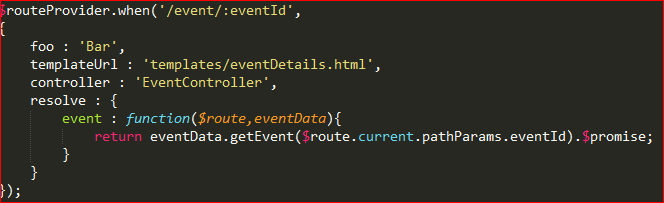 $routeProvider.when('/event/:eventId',
{
    foo : 'Bar',
    templateUrl : 'templates/eventDetails.html',
    controller : 'EventController',
    resolve : {
        event : function($route,eventData){
            return eventData.getEvent($route.current.pathParams.eventId).$promise;
        }
    }
});